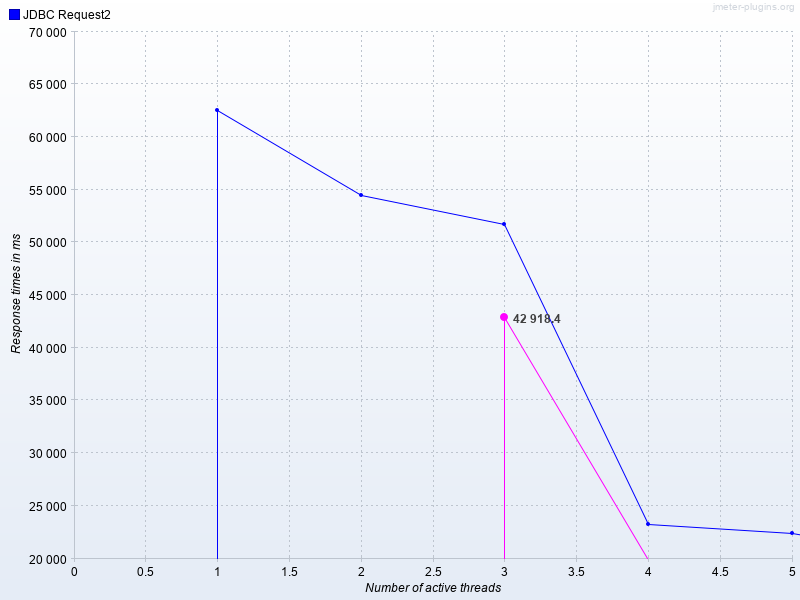 JDBC Request2
jmeter-plugins.org
70 000
65 000
60 000
55 000
50 000
45 000
40 000
35 000
30 000
25 000
20 000
Response times in ms
42 918.4
0 0.5 1 1.5 2 2.5 3 3.5 4 4.5 5
Number of active threads